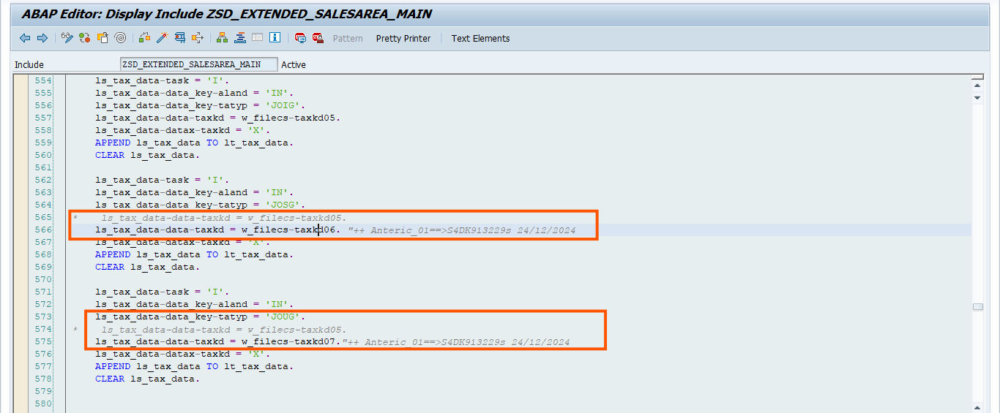 ABAP Editor: Display Include ZSD_EXTENDED_SALESAREA_MAIN
Pattern Pretty Printer Text Elements
Include ZSD_EXTENDED_SALESAREA_MAIN Active
554 ls_tax_data-task = 'I'.
555 ls_tax_data-data_key-aland = 'IN'.
556 ls_tax_data-data_key-tatyp = 'JOIG'.
557 ls_tax_data-data-taxkd = w_filecs-taxkd05.
558 ls_tax_data-datax-taxkd = 'X'.
559 APPEND ls_tax_data TO lt_tax_data.
560 CLEAR ls_tax_data.
561
562 ls_tax_data-task = 'I'.
563 ls_tax_data-data_key-aland = 'IN'.
564 ls_tax_data-data_key-tatyp = 'JOSG'.
565 * ls_tax_data-data-taxkd = w_filecs-taxkd05.
566 ls_tax_data-data-taxkd = w_filecs-taxkd06. "++ Anteric_01==>S4DK913229s 24/12/2024
567 ls_tax_data-datax-taxkd = 'X'.
568 APPEND ls_tax_data TO lt_tax_data.
569 CLEAR ls_tax_data.
570
571 ls_tax_data-task = 'I'.
572 ls_tax_data-data_key-aland = 'IN'.
573 ls_tax_data-data_key-tatyp = 'JOUG'.
574 * ls_tax_data-data-taxkd = w_filecs-taxkd05.
575 ls_tax_data-data-taxkd = w_filecs-taxkd07."++ Anteric_01==>S4DK913229s 24/12/2024
576 ls_tax_data-datax-taxkd = 'X'.
577 APPEND ls_tax_data TO lt_tax_data.
578 CLEAR ls_tax_data.
579
580